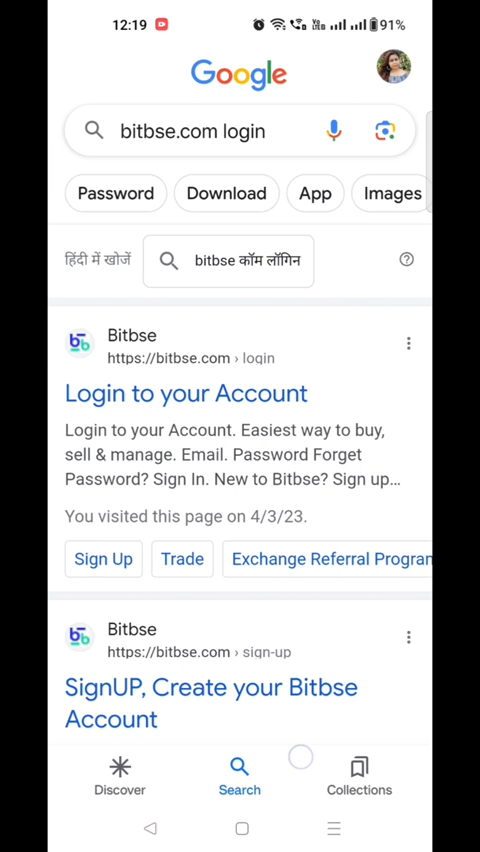 12:19
91%
Google
bitbse.com login
Password
Download
App
Images
हिंदी में खोजें
bitbse कॉम लॉगिन
Bitbse
https://bitbse.com › login
Login to your Account
Login to your Account. Easiest way to buy,
sell & manage. Email. Password Forget
Password? Sign In. New to Bitbse? Sign up...
You visited this page on 4/3/23.
Sign Up
Trade
Exchange Referral Program
Bitbse
https://bitbse.com › sign-up
SignUP, Create your Bitbse
Account
Discover
Search
Collections